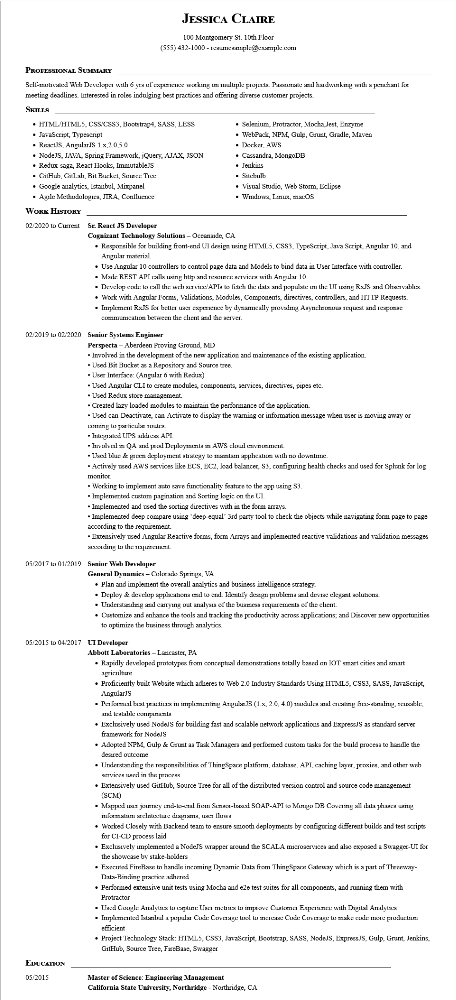 Jessica Claire
100 Montgomery St. 10th Floor
(555) 432-1000 - resumesample@example.com
Professional Summary
Self-motivated Web Developer with 6 yrs of experience working on multiple projects. Passionate and hardworking with a penchant for
meeting deadlines. Interested in roles indulging best practices and offering diverse customer projects.
Skills
• HTML/HTML5, CSS/CSS3, Bootstrap4, SASS, LESS
• JavaScript, Typescript
• ReactJS, AngularJS 1.x,2.0,5.0
• NodeJS, JAVA, Spring Framework, jQuery, AJAX, JSON
• Redux-saga, React Hooks, ImmutableJS
• GitHub, GitLab, Bit Bucket, Source Tree
• Google analytics, Istanbul, Mixpanel
• Agile Methodologies, JIRA, Confluence
• Selenium, Protractor, Mocha,Jest, Enzyme
• WebPack, NPM, Gulp, Grunt, Gradle, Maven
• Docker, AWS
• Cassandra, MongoDB
• Jenkins
• Sitebulb
• Visual Studio, Web Storm, Eclipse
• Windows, Linux, macOS
Work History
02/2020 to Current Sr. React JS Developer
Cognizant Technology Solutions – Oceanside, CA
• Responsible for building front-end UI design using HTML5, CSS3, TypeScript, Java Script, Angular 10, and
Angular material.
• Use Angular 10 controllers to control page data and Models to bind data in User Interface with controller.
• Made REST API calls using http and resource services with Angular 10.
• Develop code to call the web service/APIs to fetch the data and populate on the UI using RxJS and Observables.
• Work with Angular Forms, Validations, Modules, Components, directives, controllers, and HTTP Requests.
• Implement RxJS for better user experience by dynamically providing Asynchronous request and response
communication between the client and the server.
02/2019 to 02/2020 Senior Systems Engineer
Perspecta – Aberdeen Proving Ground, MD
• Involved in the development of the new application and maintenance of the existing application.
• Used Bit Bucket as a Repository and Source tree.
• User Interface: (Angular 6 with Redux)
• Used Angular CLI to create modules, components, services, directives, pipes etc.
• Used Redux store management.
• Created lazy loaded modules to maintain the performance of the application.
• Used can-Deactivate, can-Activate to display the warning or information message when user is moving away or
coming to particular routes.
• Integrated UPS address API.
• Involved in QA and prod Deployments in AWS cloud environment.
• Used blue & green deployment strategy to maintain application with no downtime.
• Actively used AWS services like ECS, EC2, load balancer, S3, configuring health checks and used for Splunk for log
monitor.
• Working to implement auto save functionality feature to the app using S3.
• Implemented custom pagination and Sorting logic on the UI.
• Implemented and used the sorting directives with in the form arrays.
• Implemented deep compare using ‘deep-equal’ 3rd party tool to check the objects while navigating form page to page
according to the requirement.
• Extensively used Angular Reactive forms, form Arrays and implemented reactive validations and validation messages
according to the requirement.
05/2017 to 01/2019 Senior Web Developer
General Dynamics – Colorado Springs, VA
• Plan and implement the overall analytics and business intelligence strategy.
• Deploy & develop applications end to end. Identify design problems and devise elegant solutions.
• Understanding and carrying out analysis of the business requirements of the client.
• Customize and enhance the tools and tracking the productivity across applications; and Discover new opportunities
to optimize the business through analytics.
05/2015 to 04/2017 UI Developer
Abbott Laboratories – Lancaster, PA
• Rapidly developed prototypes from conceptual demonstrations totally based on IOT smart cities and smart
agriculture
• Proficiently built Website which adheres to Web 2.0 Industry Standards Using HTML5, CSS3, SASS, JavaScript,
AngularJS
• Performed best practices in implementing AngularJS (1.x, 2.0, 4.0) modules and creating free-standing, reusable,
and testable components
• Exclusively used NodeJS for building fast and scalable network applications and ExpressJS as standard server
framework for NodeJS
• Adopted NPM, Gulp & Grunt as Task Managers and performed custom tasks for the build process to handle the
desired outcome
• Understanding the responsibilities of ThingSpace platform, database, API, caching layer, proxies, and other web
services used in the process
• Extensively used GitHub, Source Tree for all of the distributed version control and source code management
(SCM)
• Mapped user journey end-to-end from Sensor-based SOAP-API to Mongo DB Covering all data phases using
information architecture diagrams, user flows
• Worked Closely with Backend team to ensure smooth deployments by configuring different builds and test scripts
for CI-CD process laid
• Exclusively implemented a NodeJS wrapper around the SCALA microservices and also exposed a Swagger-UI for
the showcase by stake-holders
• Executed FireBase to handle incoming Dynamic Data from ThingSpace Gateway which is a part of Threeway-
Data-Binding practice adhered
• Performed extensive unit tests using Mocha and e2e test suites for all components, and running them with
Protractor
• Used Google Analytics to capture User metrics to improve Customer Experience with Digital Analytics
• Implemented Istanbul a popular Code Coverage tool to increase Code Coverage to make code more production
efficient
• Project Technology Stack: HTML5, CSS3, JavaScript, Bootstrap, SASS, NodeJS, ExpressJS, Gulp, Grunt, Jenkins,
GitHub, Source Tree, FireBase, Swagger
Education
05/2015 Master of Science: Engineering Management
California State University, Northridge - Northridge, CA